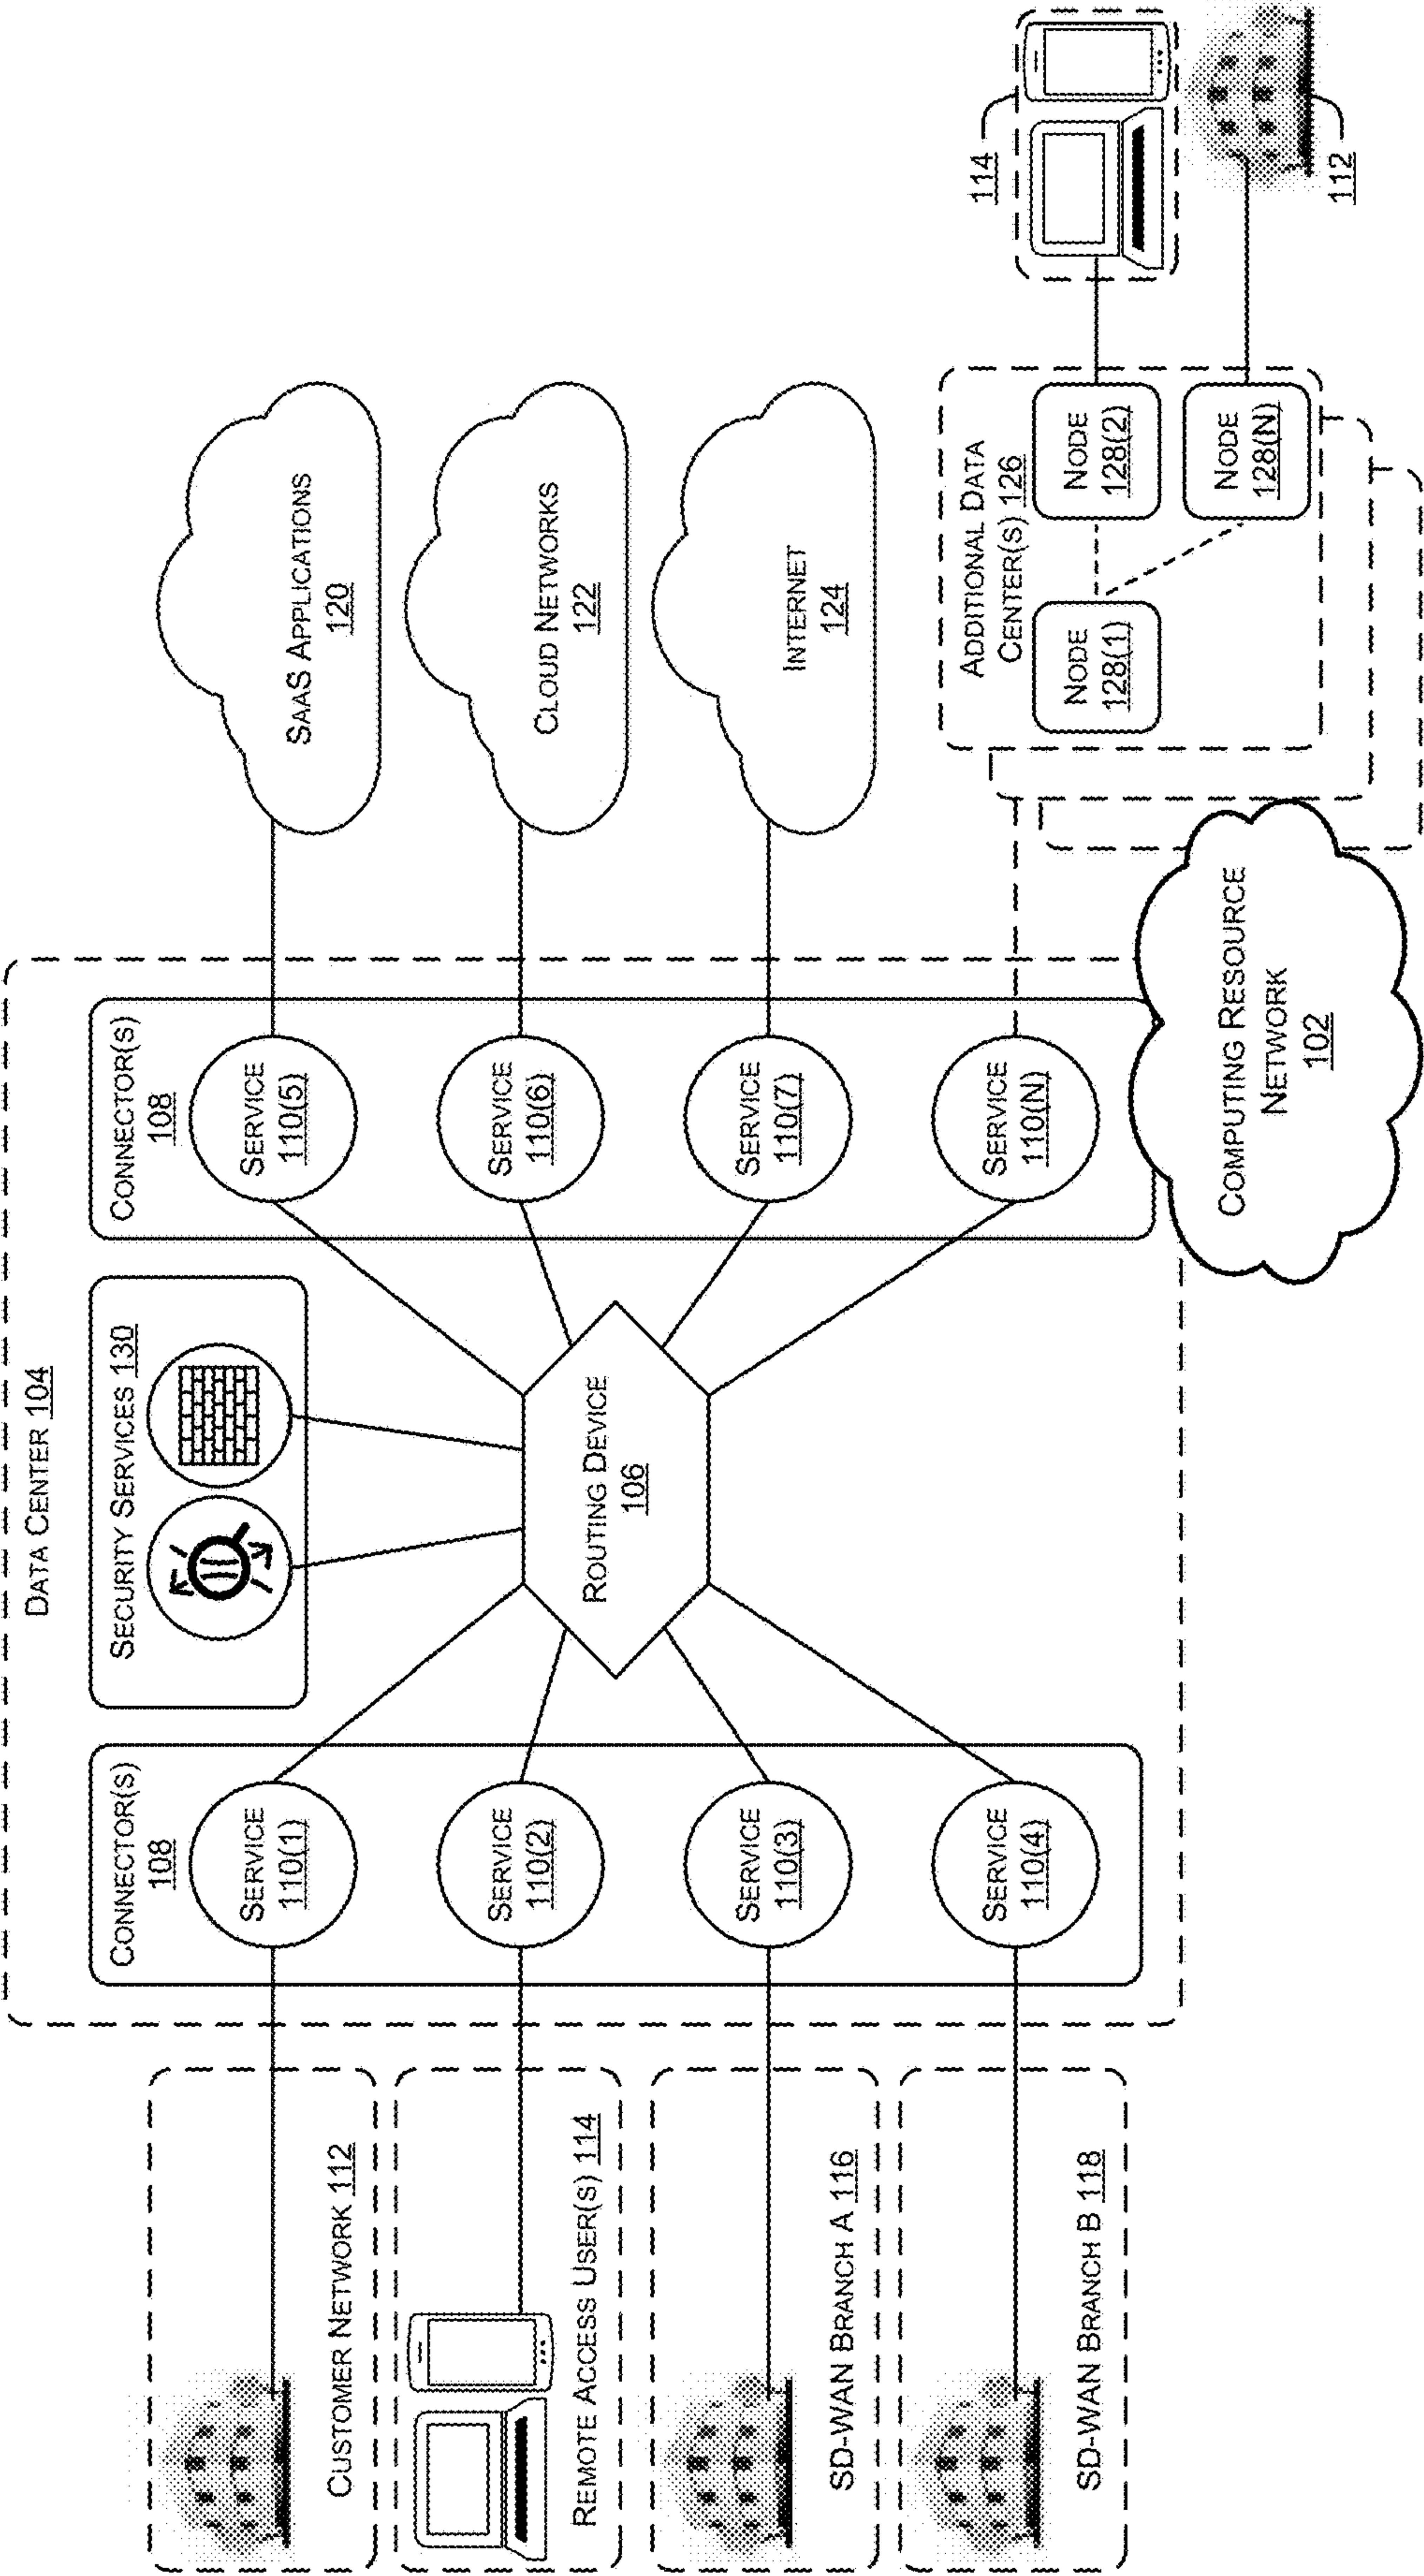 DATA CENTER 104
CUSTOMER NETWORK 112
REMOTE ACCESS USER(S) 114
SD-WAN BRANCH A 116
SD-WAN BRANCH B 118
CONNECTOR(S)
108
SERVICE
110(1)
SERVICE
110(2)
SERVICE
110(3)
SERVICE
110(4)
SECURITY SERVICES 130
ROUTING DEVICE
106
CONNECTOR(S)
108
SERVICE
110(5)
SERVICE
110(6)
SERVICE
110(7)
SERVICE
110(N)
COMPUTING RESOURCE
NETWORK
102
SAAS APPLICATIONS
120
CLOUD NETWORKS
122
INTERNET
124
ADDITIONAL DATA
CENTER(S) 126
NODE
128(1)
NODE
128(2)
NODE
128(N)
114
112